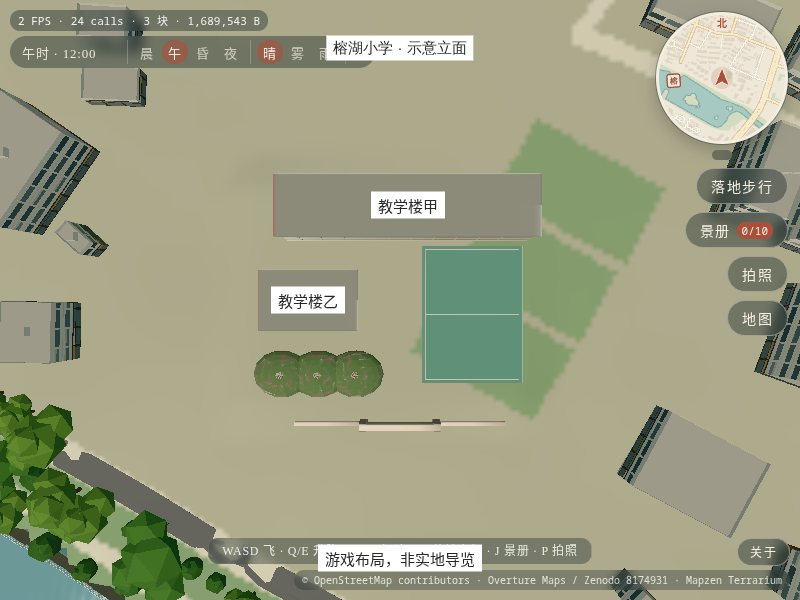 2 FPS · 24 calls · 3 块 · 1,689,543 B
午时 · 12:00 晨 午 昏 夜 晴 雾
榕湖小学 · 示意立面
北
榕
落地步行
景册 0/10
拍照
地图
教学楼甲
教学楼乙
WASD 飞 · Q/E
· J 景册 · P 拍照
游戏布局，非实地导览
关于
© OpenStreetMap contributors · Overture Maps / Zenodo 8174931 · Mapzen Terrarium